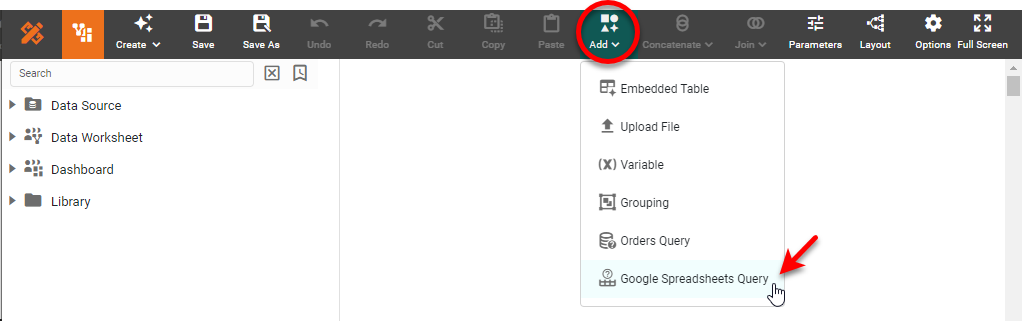 Create Save Save As Undo Redo Cut Copy Paste Add Concatenate Join Parameters Layout Options Full Screen
Search
Data Source
Data Worksheet
Dashboard
Library
Embedded Table
Upload File
(X) Variable
Grouping
Orders Query
Google Spreadsheets Query